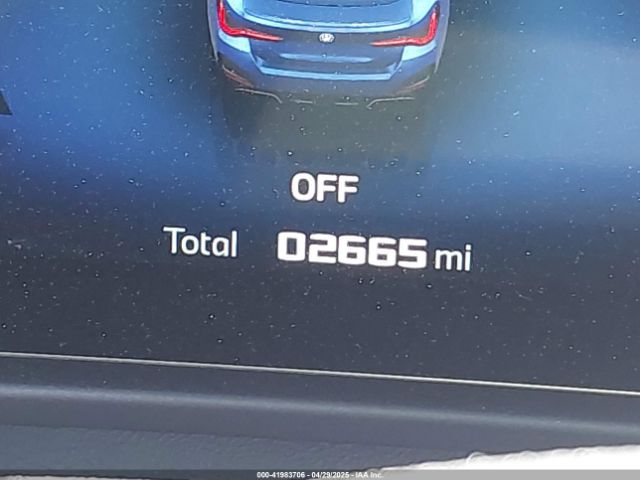 OFF
Total 02665 mi
000-41983706 - 04/29/2025 - IAA Inc.